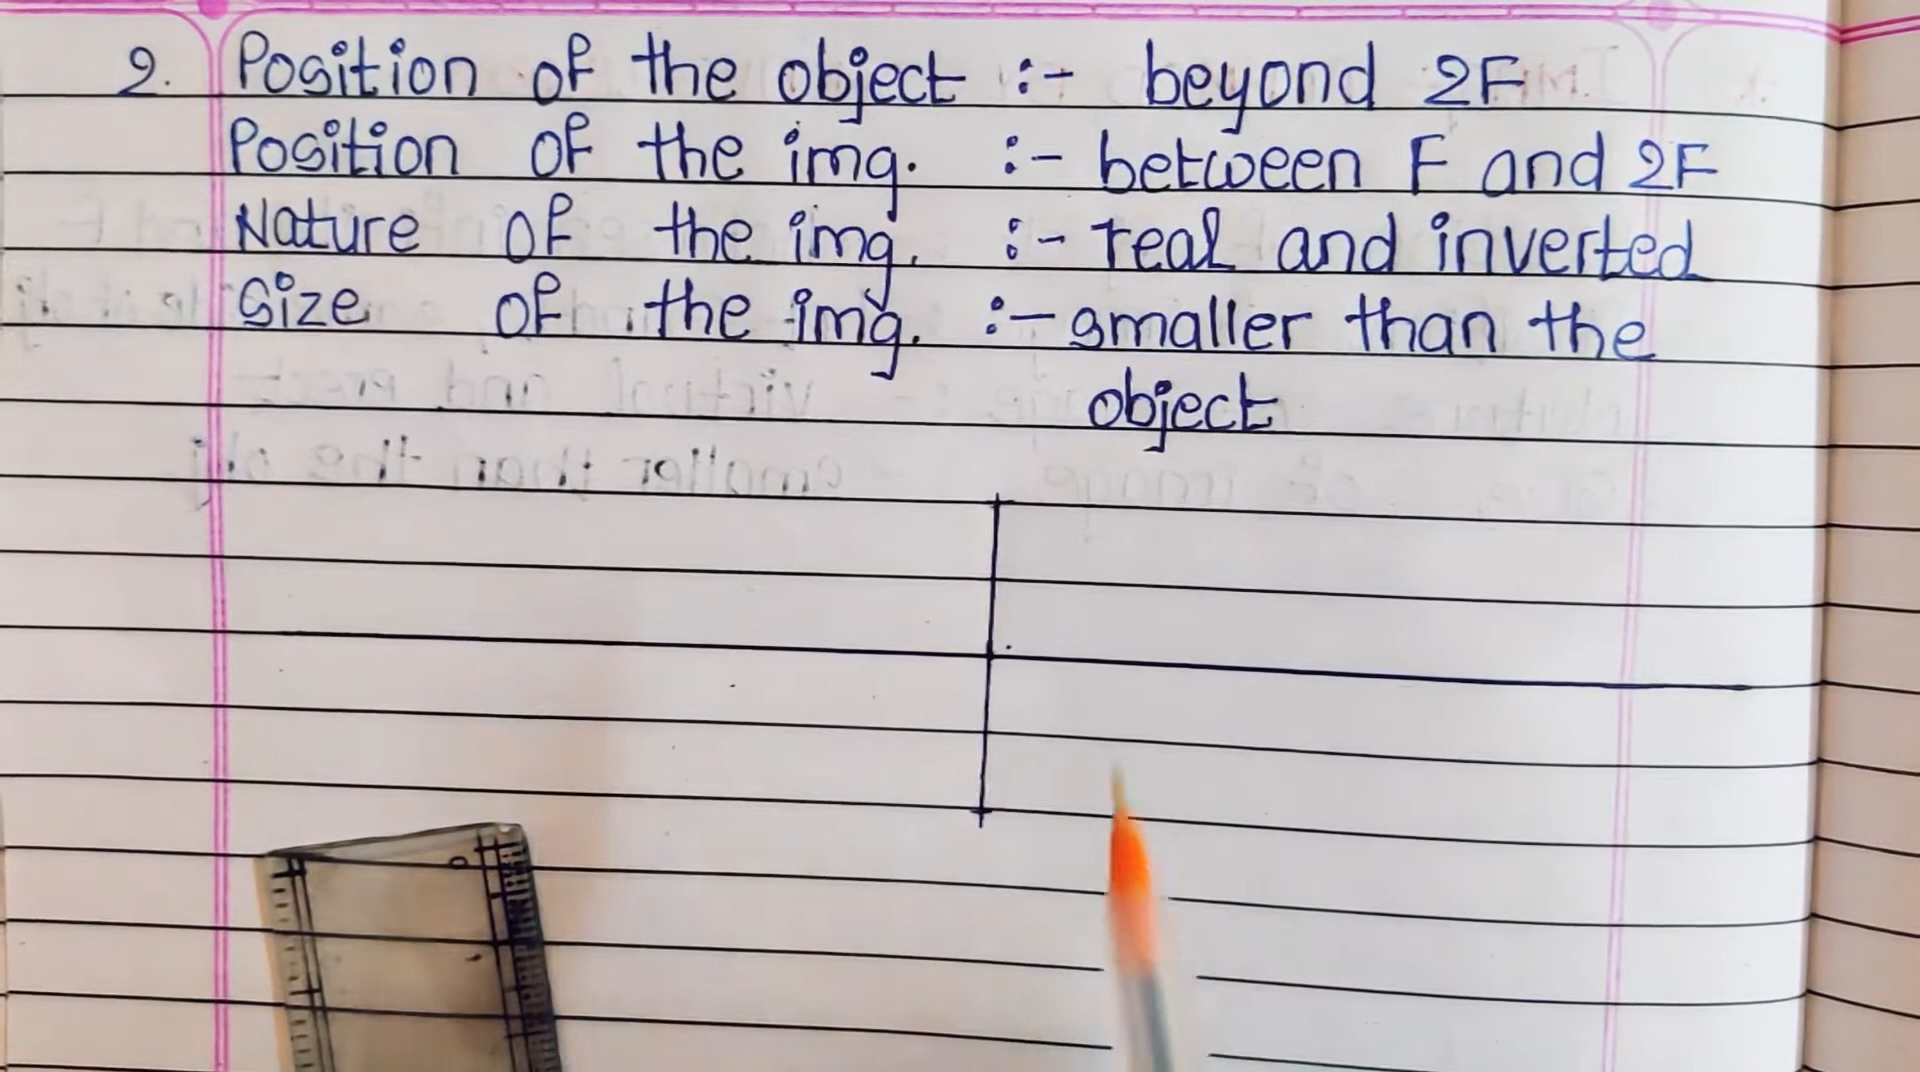 2. Position of the object :- beyond 2F
Position of the img. :- between F and 2F
Nature of the img. :- real and inverted
Size of the img. :- smaller than the
object